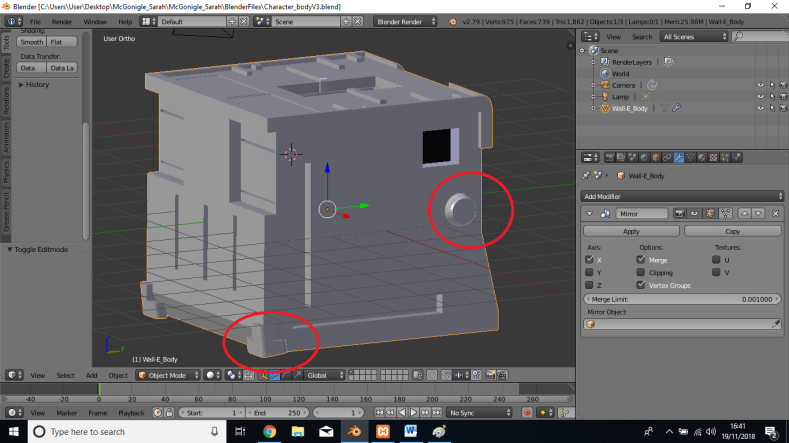 Blender [C:\Users\User\Desktop\McGonigle_Sarah\McGonigle_Sarah\BlenderFiles\Character_bodyV3.blend]
File Render Window Help Default Scene Blender Render v2.79 | Verts:975 | Faces:739 | Tris:1,862 | Objects:1/3 | Lamps:0/1 | Mem:25.98M | Wall-E_Body
Shading:
Smooth Flat
Data Transfer:
Data Data La
History
Toggle Editmode
Tools
Create
Relations
Animation
Physics
Grease Pencil
User Ortho
(1) Wall-E_Body
View Select Add Object Object Mode Global
-40 -20 0 20 40 60 80 100 120 140 160 180 200 220 240 260
View Marker Frame Playback Start: 1 End: 250 1 No Sync
View Search All Scenes
Scene
RenderLayers
World
Camera
Lamp
Wall-E_Body
Wall-E_Body
Add Modifier
Mirror
Apply Copy
Axis: Options: Textures:
X Merge U
Y Clipping V
Z Vertex Groups
Merge Limit: 0.001000
Mirror Object:
Type here to search
16:41
19/11/2018
2